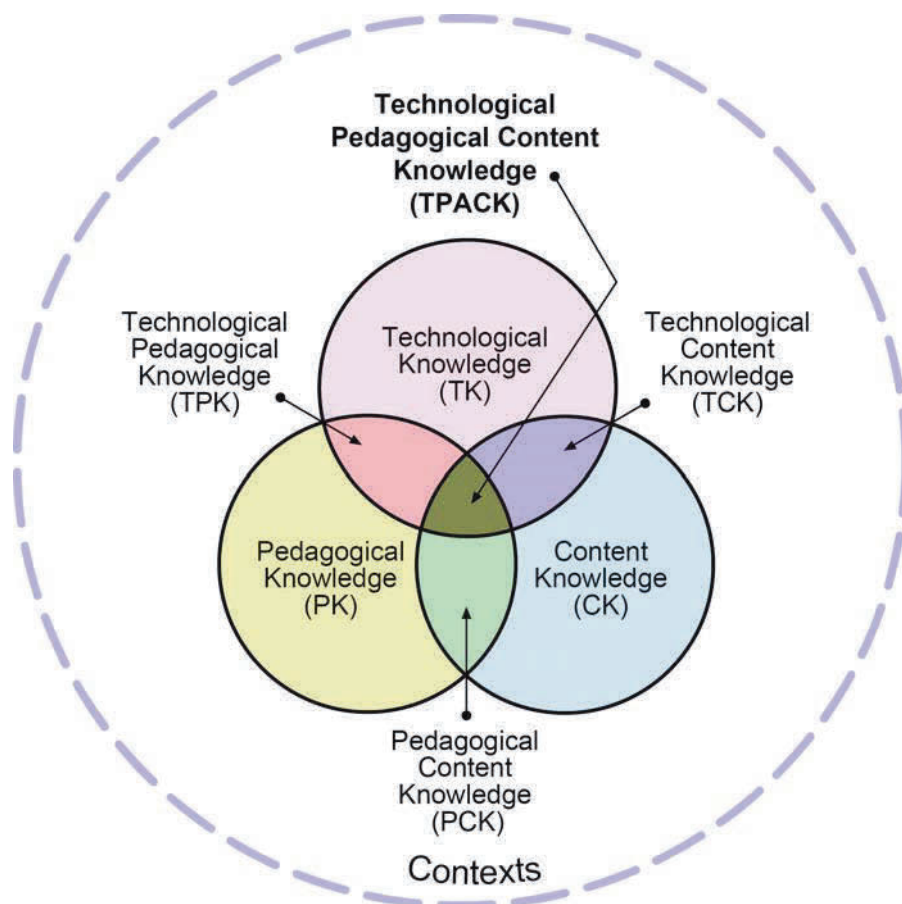 Technological
Pedagogical Content
Knowledge
(TPACK)
Technological
Pedagogical
Knowledge
(TPK)
Technological
Knowledge
(TK)
Technological
Content
Knowledge
(TCK)
Pedagogical
Knowledge
(PK)
Content
Knowledge
(CK)
Pedagogical
Content
Knowledge
(PCK)
Contexts